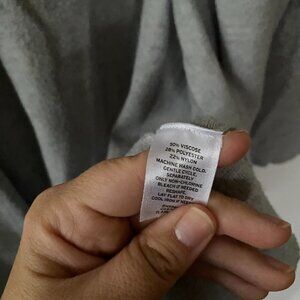 50% VISCOSE
28% POLYESTER
22% NYLON
MACHINE WASH COLD.
GENTLE CYCLE.
SEPARATELY
ONLY NON-CHLORINE
BLEACH IF NEEDED
RESHAPE,
LAY FLAT TO DRY
COOL IRON IF NEEDED